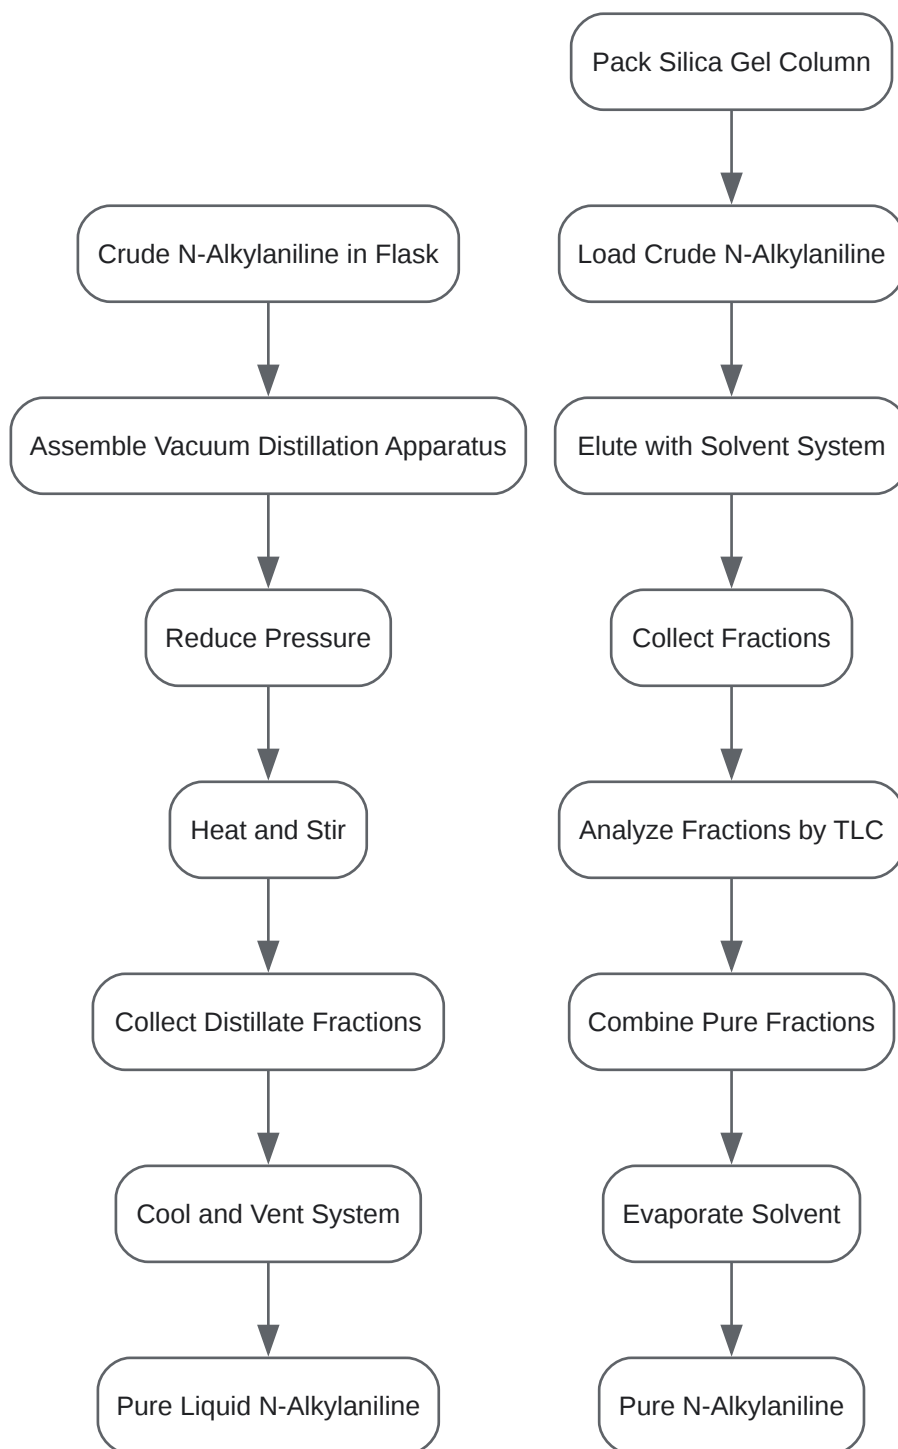 Crude N-Alkylaniline in Flask
Assemble Vacuum Distillation Apparatus
Reduce Pressure
Heat and Stir
Collect Distillate Fractions
Cool and Vent System
Pure Liquid N-Alkylaniline
Pack Silica Gel Column
Load Crude N-Alkylaniline
Elute with Solvent System
Collect Fractions
Analyze Fractions by TLC
Combine Pure Fractions
Evaporate Solvent
Pure N-Alkylaniline